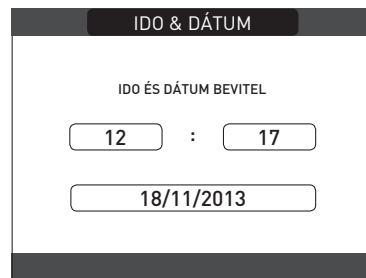 IDO & DÁTUM
IDO ÉS DÁTUM BEVITEL
12 : 17
18/11/2013